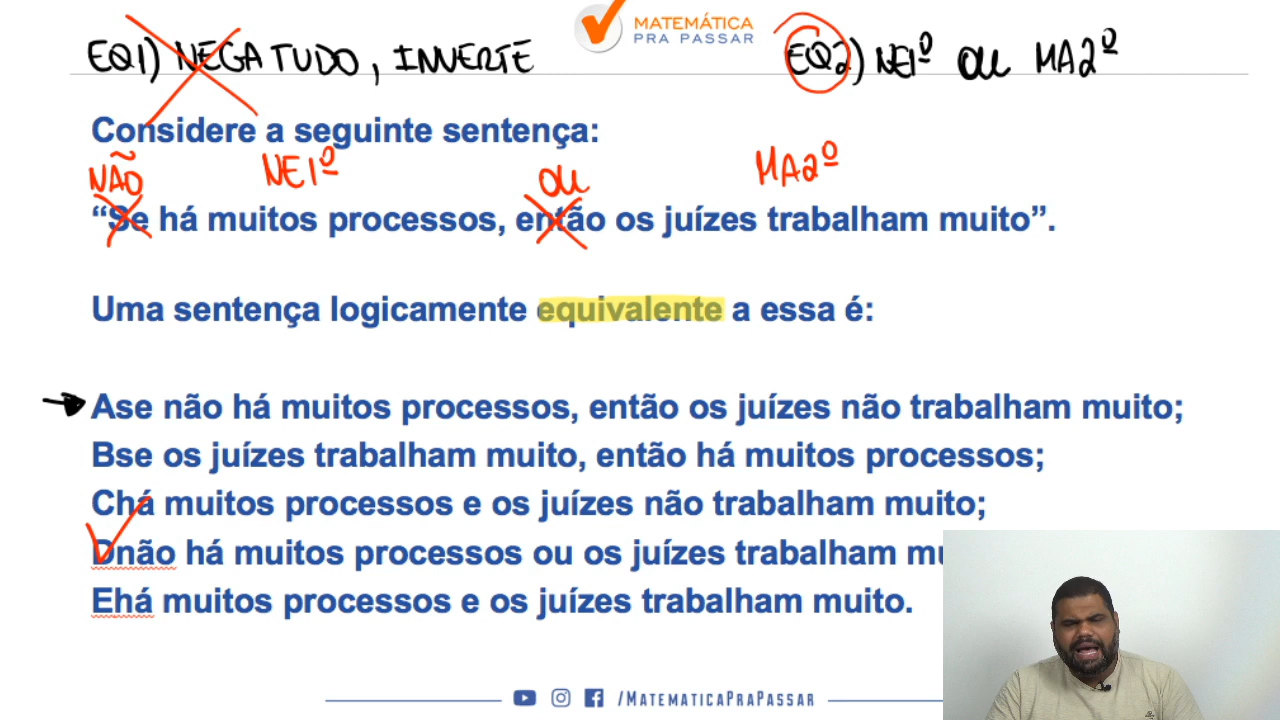 MATEMÁTICA
PRA PASSAR
EQ1) NEGA TUDO, INVERTE
EQ2) NE1º OU MA2º
Considere a seguinte sentença:
NÃO NE1º OU MA2º
“Se há muitos processos, então os juízes trabalham muito”.
Uma sentença logicamente equivalente a essa é:
Ase não há muitos processos, então os juízes não trabalham muito;
Bse os juízes trabalham muito, então há muitos processos;
Chá muitos processos e os juízes não trabalham muito;
Dnão há muitos processos ou os juízes trabalham
Ehá muitos processos e os juízes trabalham muito.
/MatematicaPraPassar